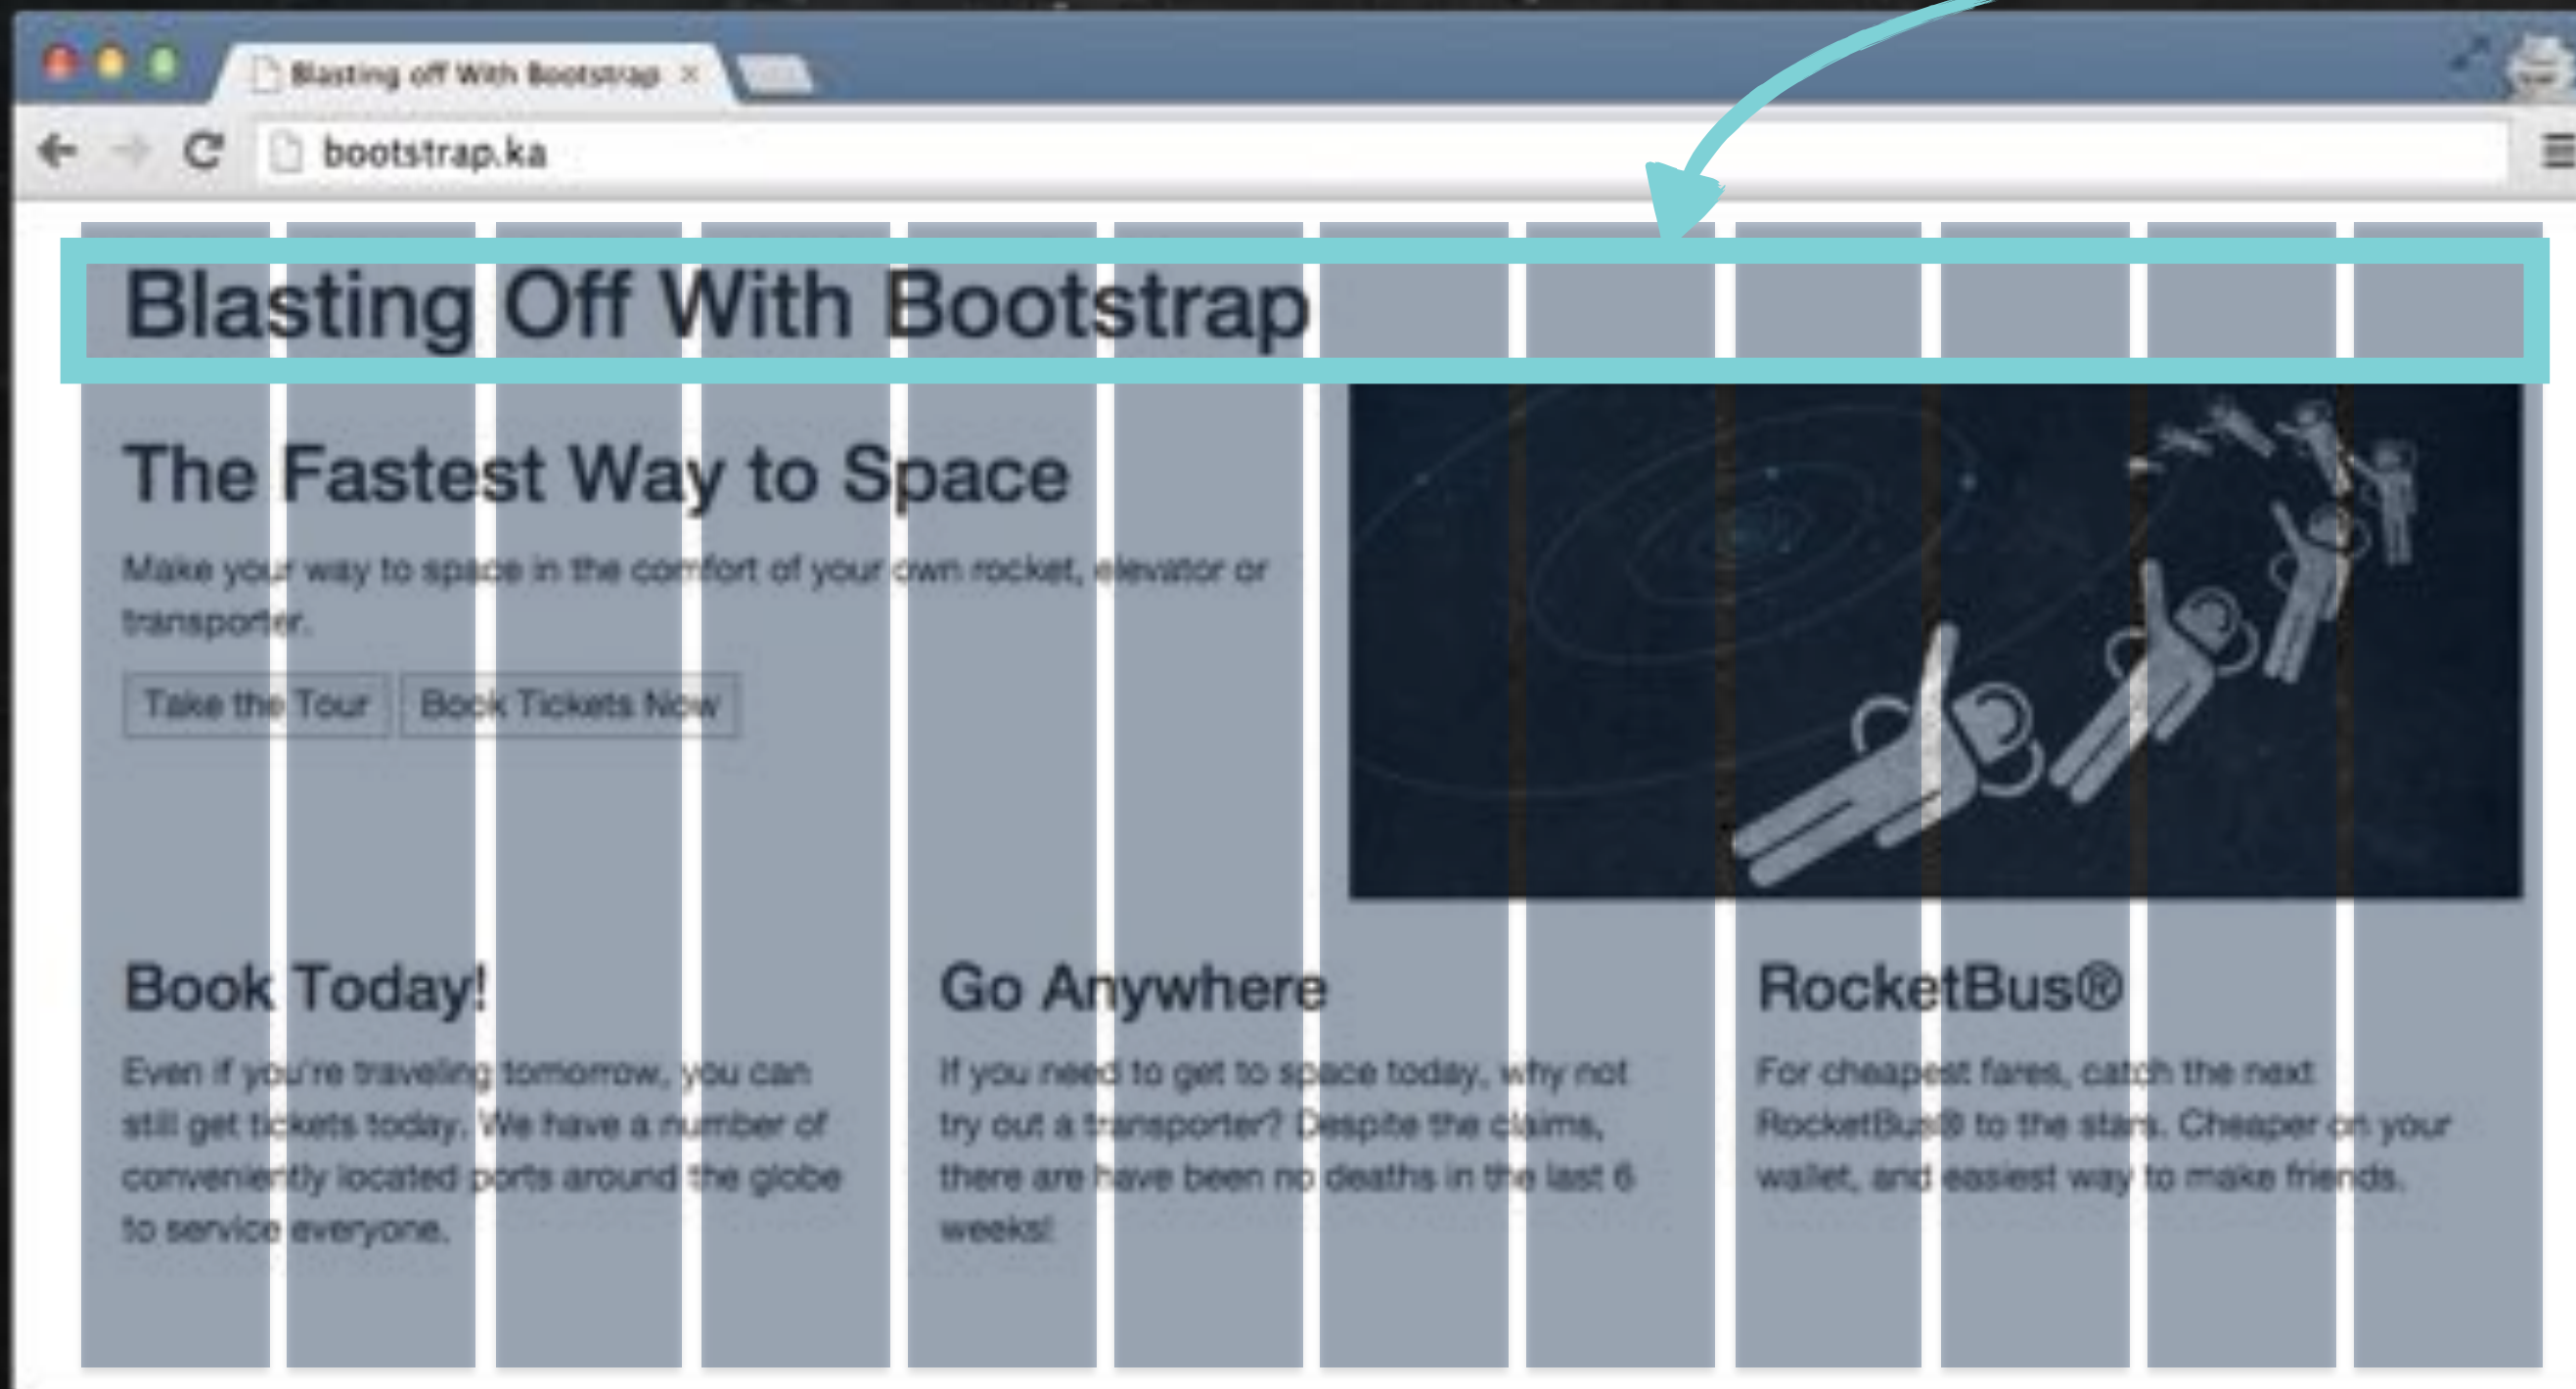 Blasting off With Bootstrap
bootstrap.ka
Blasting Off With Bootstrap
The Fastest Way to Space
Make your way to space in the comfort of your own rocket, elevator or
transporter.
Take the Tour Book Tickets Now
Book Today!
Even if you're traveling tomorrow, you can
still get tickets today. We have a number of
conveniently located ports around the globe
to service everyone.
Go Anywhere
If you need to get to space today, why not
try out a transporter? Despite the claims,
there are have been no deaths in the last 6
weeks!
RocketBus®
For cheapest fares, catch the next
RocketBus® to the stars. Cheaper on your
wallet, and easiest way to make friends.